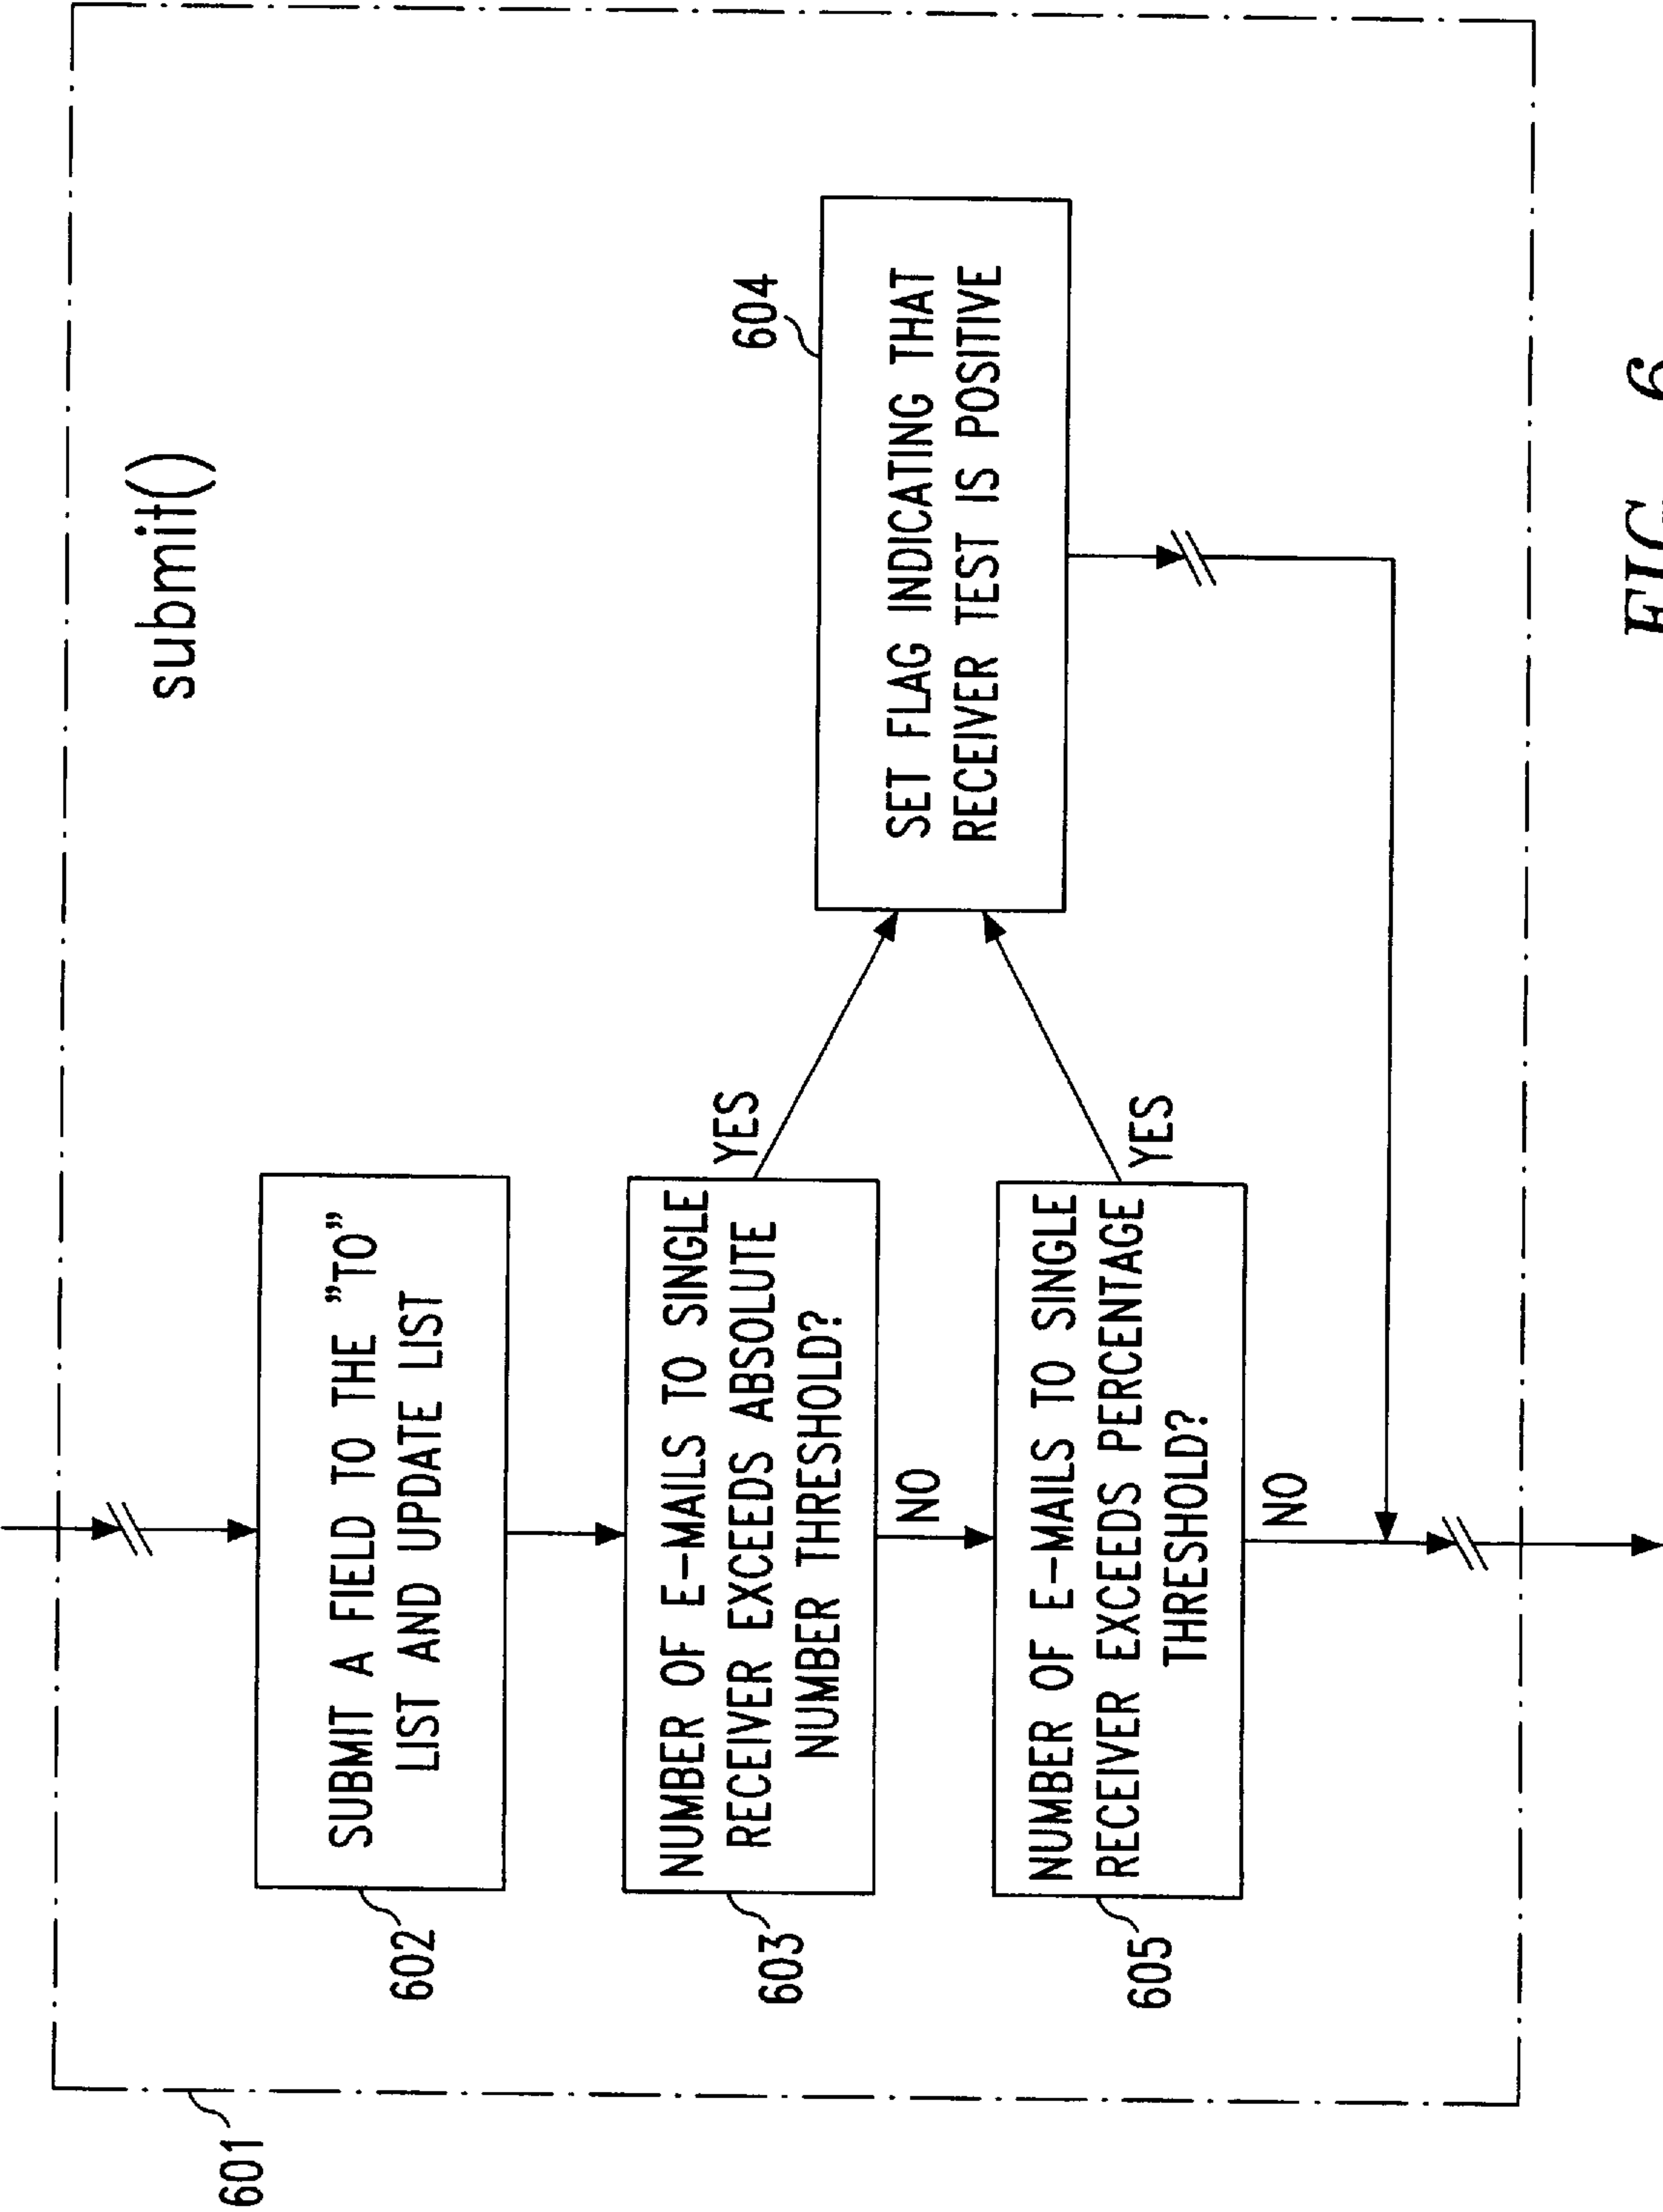 submit()
601
602
SUBMIT A FIELD TO THE "TO"
LIST AND UPDATE LIST
603
NUMBER OF E-MAILS TO SINGLE
RECEIVER EXCEEDS ABSOLUTE
NUMBER THRESHOLD?
YES
NO
604
SET FLAG INDICATING THAT
RECEIVER TEST IS POSITIVE
605
NUMBER OF E-MAILS TO SINGLE
RECEIVER EXCEEDS PERCENTAGE
THRESHOLD?
YES
NO
FIG. 6